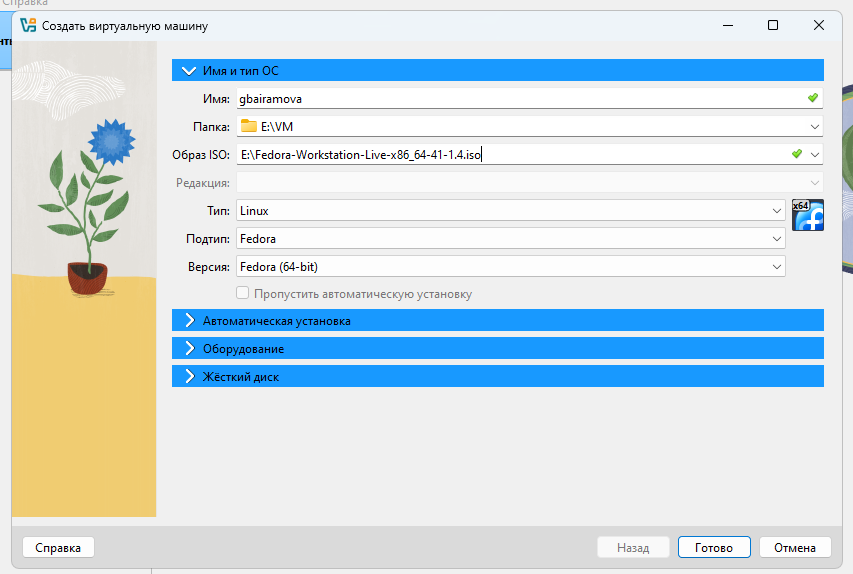 Справка
Создать виртуальную машину
Имя и тип ОС
Имя: gbairamova
Папка: E:\VM
Образ ISO: E:\Fedora-Workstation-Live-x86_64-41-1.4.iso
Редакция:
Тип: Linux
x64
Подтип: Fedora
Версия: Fedora (64-bit)
Пропустить автоматическую установку
Автоматическая установка
Оборудование
Жёсткий диск
Справка Назад Готово Отмена